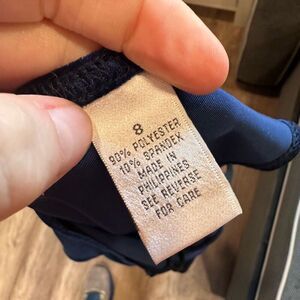 8
90% POLYESTER
10% SPANDEX
MADE IN
PHILIPPINES
SEE REVERSE
FOR CARE